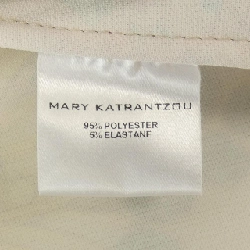 MARY KATRANTZOU
95% POLYESTER
5% ELASTANE